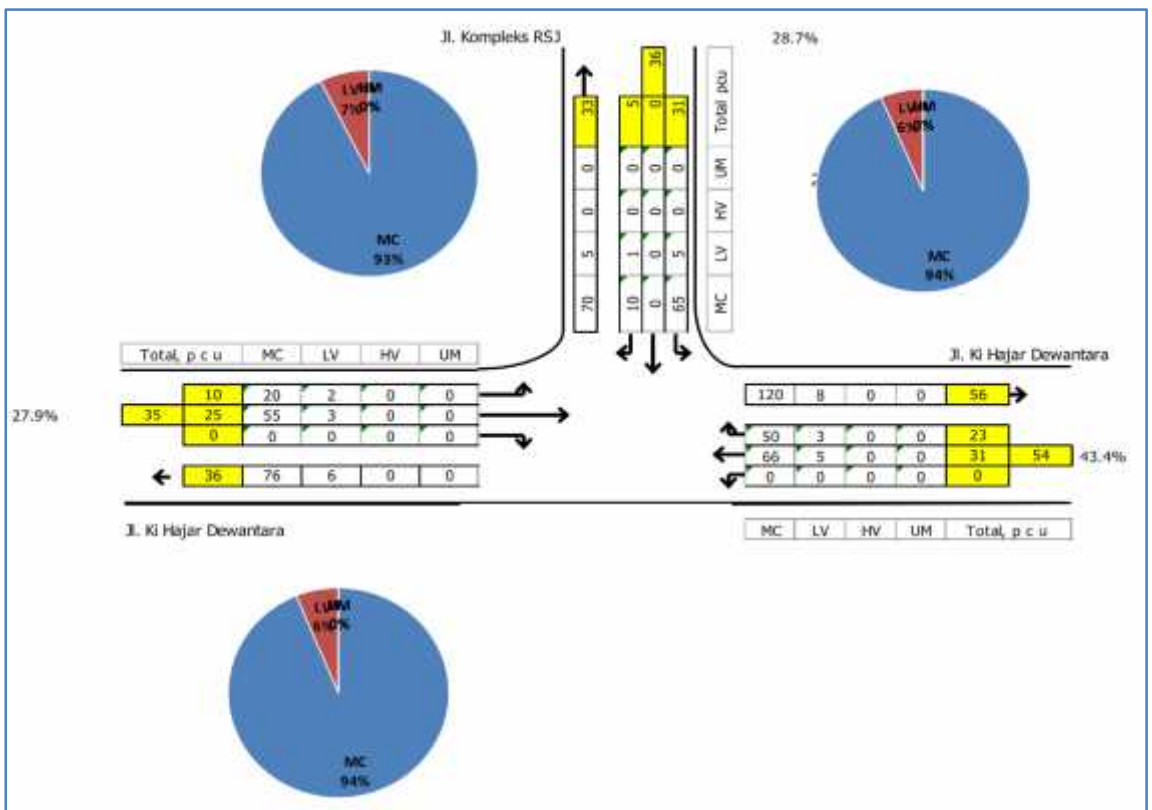 Jl. Kompleks RSJ
28.7%
MC
93%
7%
MC
94%
6%
33 5 0 31 Total pcu
36
0 0 0 0 UM
0 0 0 0 HV
5 1 0 5 LV
70 10 0 65 MC
Total, p c u MC LV HV UM
10 20 2 0 0
27.9% 35 25 55 3 0 0
0 0 0 0 0
36 76 6 0 0
Jl. Ki Hajar Dewantara
Jl. Ki Hajar Dewantara
120 8 0 0 56
50 3 0 0 23
66 5 0 0 31 54 43.4%
0 0 0 0 0
MC LV HV UM Total, p c u
6%
MC
94%